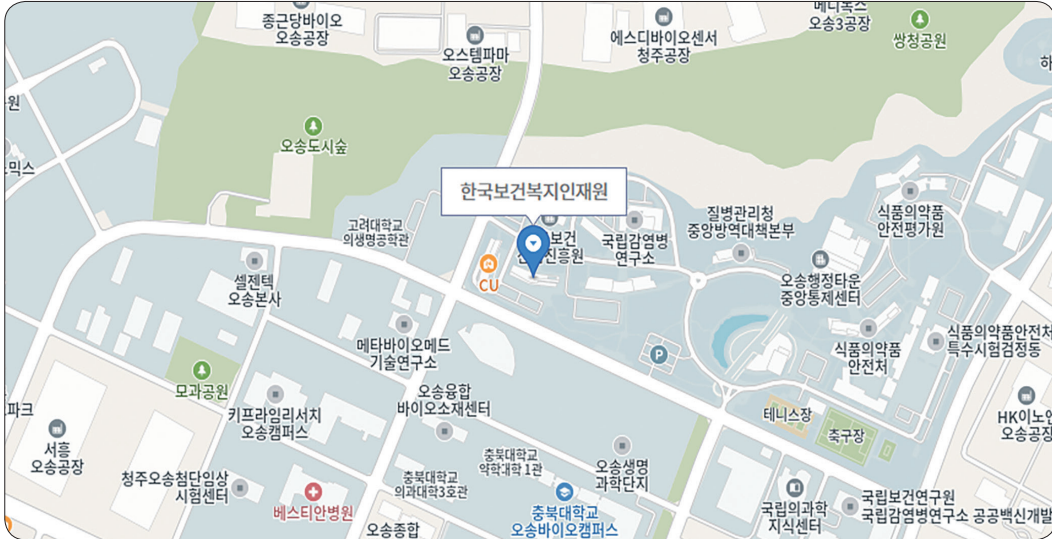 종근당바이오
오송공장
오스템파마
오송공장
에스디바이오센서
청주공장
메디톡스
오송3공장
쌍청공원
하
원
믹스
오송도시숲
한국보건복지인재원
고려대학교
의생명공학관
보건
진흥원
국립감염병
연구소
질병관리청
중앙방역대책본부
식품의약품
안전평가원
셀젠텍
오송본사
CU
오송행정타운
중앙통제센터
메타바이오메드
기술연구소
P
식품의약품
안전처
식품의약품안전처
특수시험검정동
모과공원
키프라임리서치
오송캠퍼스
오송융합
바이오소재센터
테니스장
축구장
HK이노엔
오송공장
파크
서흥
오송공장
청주오송첨단임상
시험센터
베스티안병원
충북대학교
의과대학3호관
충북대학교
약학대학 1관
오송생명
과학단지
오송종합
충북대학교
오송바이오캠퍼스
국립의과학
지식센터
국립보건연구원
국립감염병연구소 공공백신개발